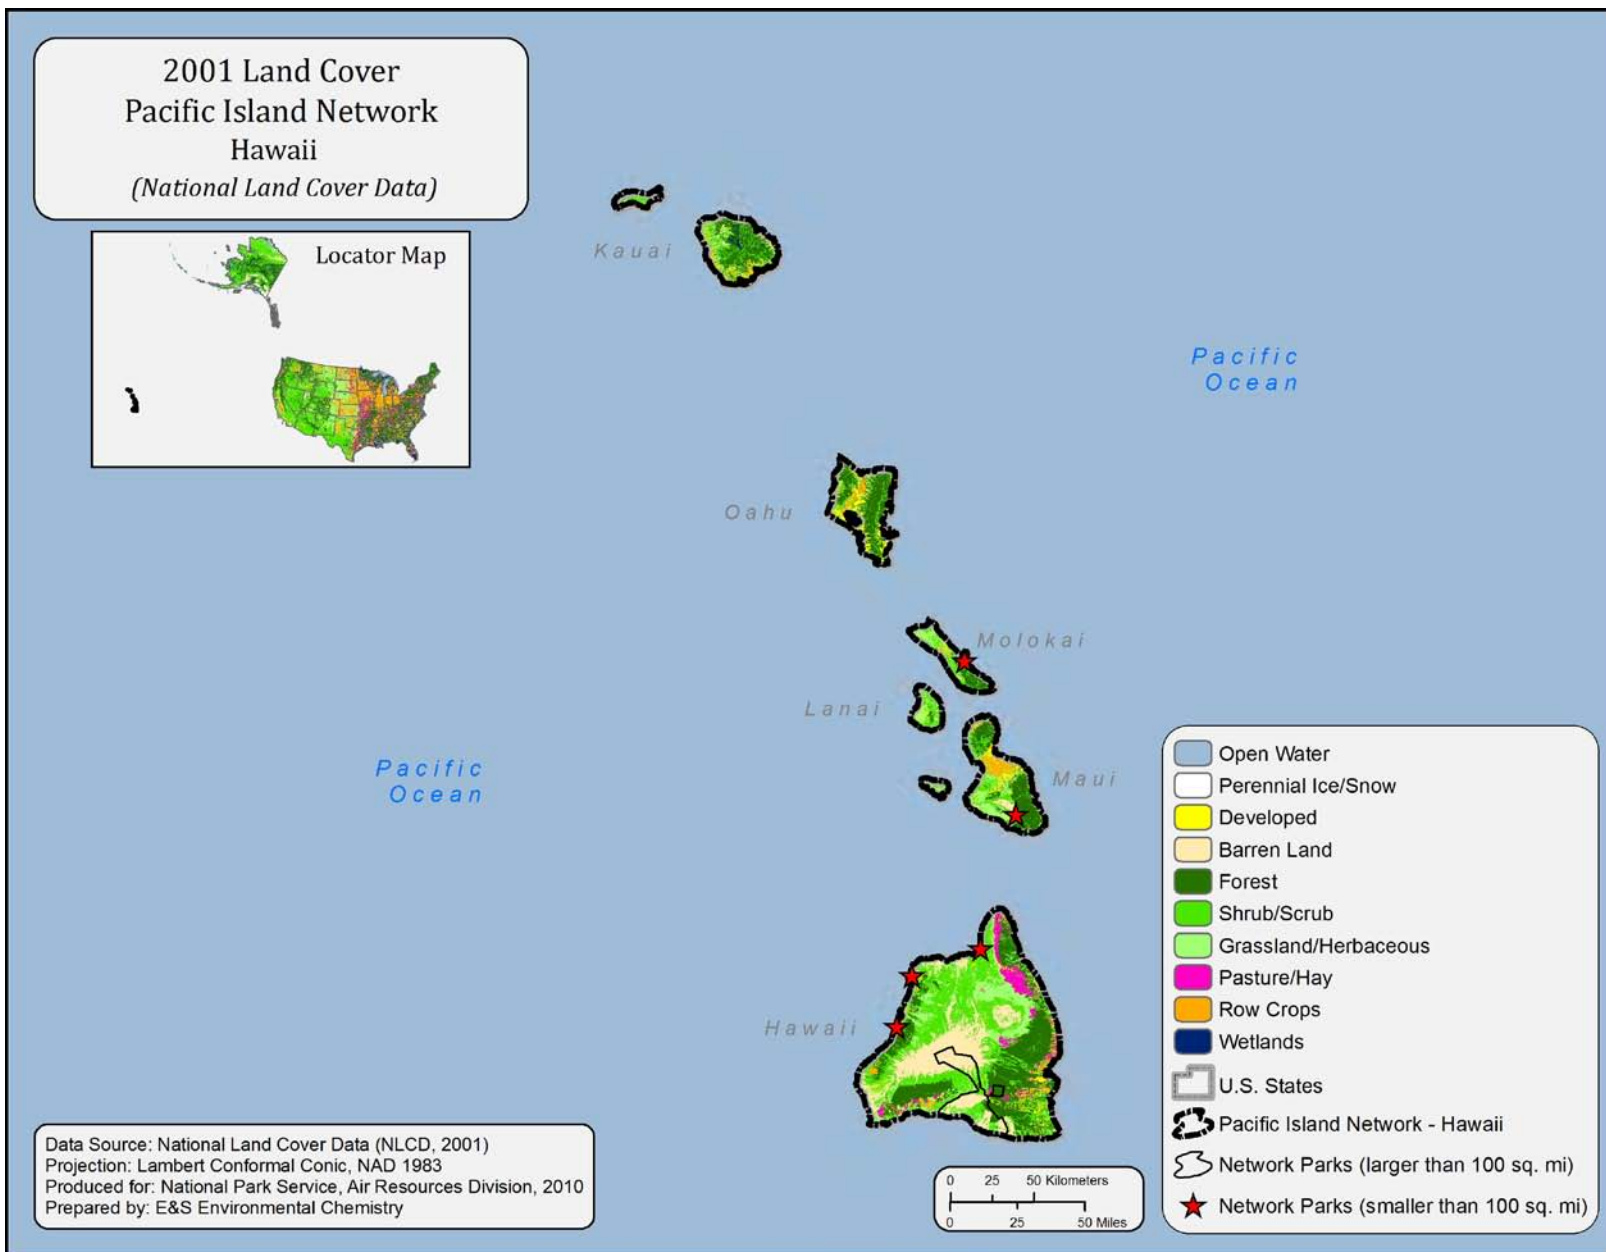 2001 Land Cover
Pacific Island Network
Hawaii
(National Land Cover Data)
Locator Map
Kauai
Pacific
Ocean
Oahu
Molokai
Lanai
Maui
Pacific
Ocean
Hawaii
Open Water
Perennial Ice/Snow
Developed
Barren Land
Forest
Shrub/Scrub
Grassland/Herbaceous
Pasture/Hay
Row Crops
Wetlands
U.S. States
Pacific Island Network - Hawaii
Network Parks (larger than 100 sq. mi)
Network Parks (smaller than 100 sq. mi)
Data Source: National Land Cover Data (NLCD, 2001)
Projection: Lambert Conformal Conic, NAD 1983
Produced for: National Park Service, Air Resources Division, 2010
Prepared by: E&S Environmental Chemistry
0 25 50 Kilometers
0 25 50 Miles